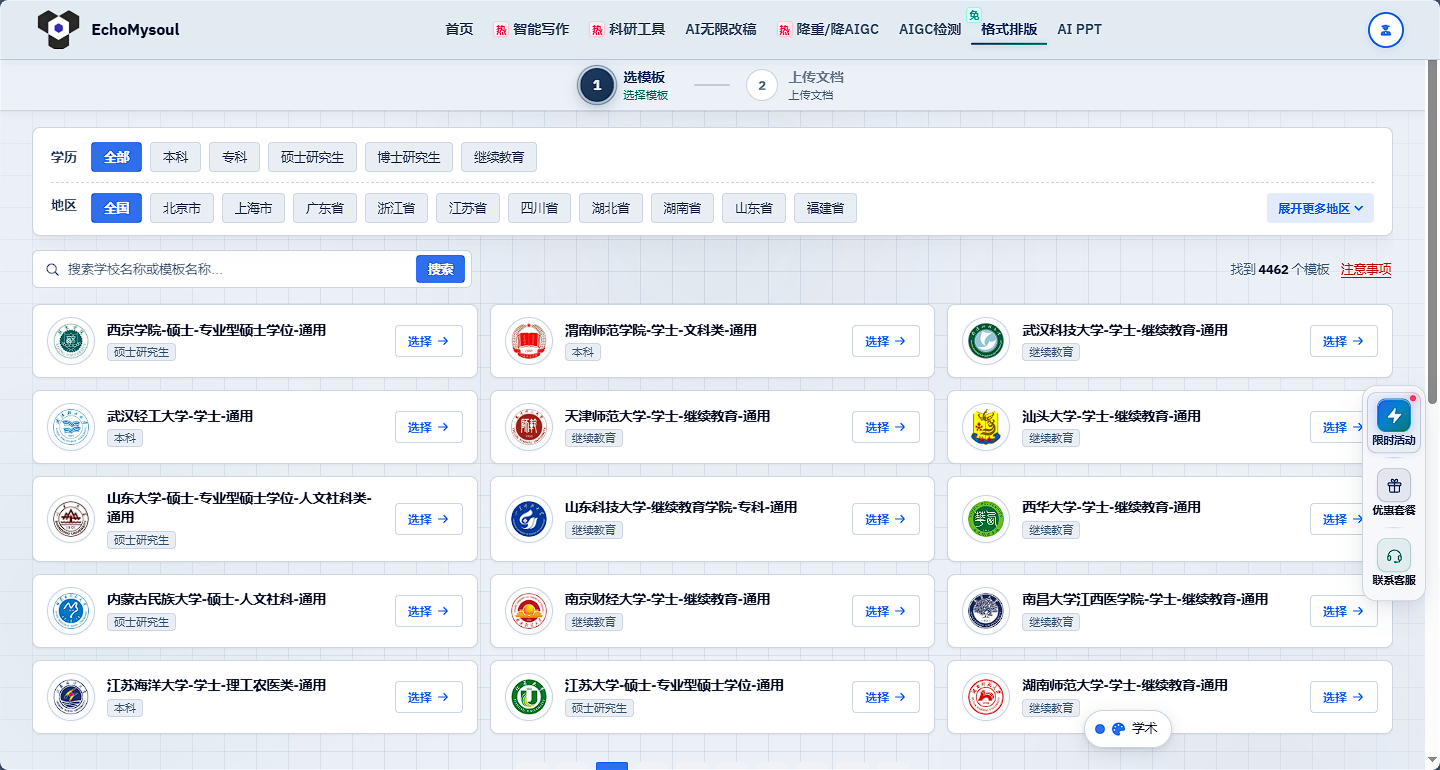 EchoMysoul
首页
热 智能写作
热 科研工具
AI无限改稿
热 降重/降AIGC
AIGC检测
免
格式排版
AI PPT
1
选模板
选择模板
2
上传文档
上传文档
学历
全部
本科
专科
硕士研究生
博士研究生
继续教育
地区
全国
北京市
上海市
广东省
浙江省
江苏省
四川省
湖北省
湖南省
山东省
福建省
展开更多地区
搜索学校名称或模板名称...
搜索
找到 4462 个模板
注意事项
西京学院-硕士-专业型硕士学位-通用
硕士研究生
选择
渭南师范学院-学士-文科类-通用
本科
选择
武汉科技大学-学士-继续教育-通用
继续教育
选择
武汉轻工大学-学士-通用
本科
选择
天津师范大学-学士-继续教育-通用
继续教育
选择
汕头大学-学士-继续教育-通用
继续教育
选择
山东大学-硕士-专业型硕士学位-人文社科类-
通用
硕士研究生
选择
山东科技大学-继续教育学院-专科-通用
继续教育
选择
西华大学-学士-继续教育-通用
继续教育
选择
内蒙古民族大学-硕士-人文社科-通用
硕士研究生
选择
南京财经大学-学士-继续教育-通用
继续教育
选择
南昌大学江西医学院-学士-继续教育-通用
继续教育
选择
江苏海洋大学-学士-理工农医类-通用
本科
选择
江苏大学-硕士-专业型硕士学位-通用
硕士研究生
选择
湖南师范大学-学士-继续教育-通用
继续教育
选择
限时活动
优惠套餐
联系客服
学术